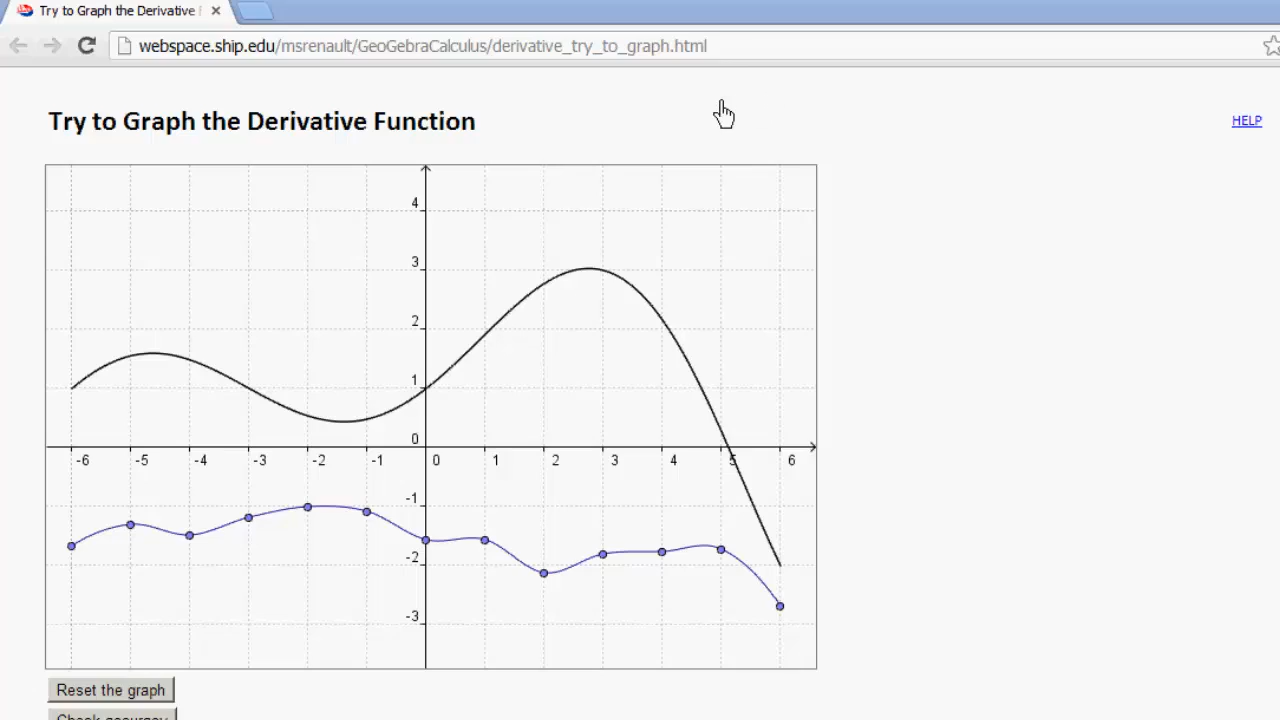 Try to Graph the Derivative F
webspace.ship.edu/msrenault/GeoGebraCalculus/derivative_try_to_graph.html
Try to Graph the Derivative Function
HELP
4
3
2
1
0
-6 -5 -4 -3 -2 -1 0 1 2 3 4 5 6
-1
-2
-3
Reset the graph
Check accuracy